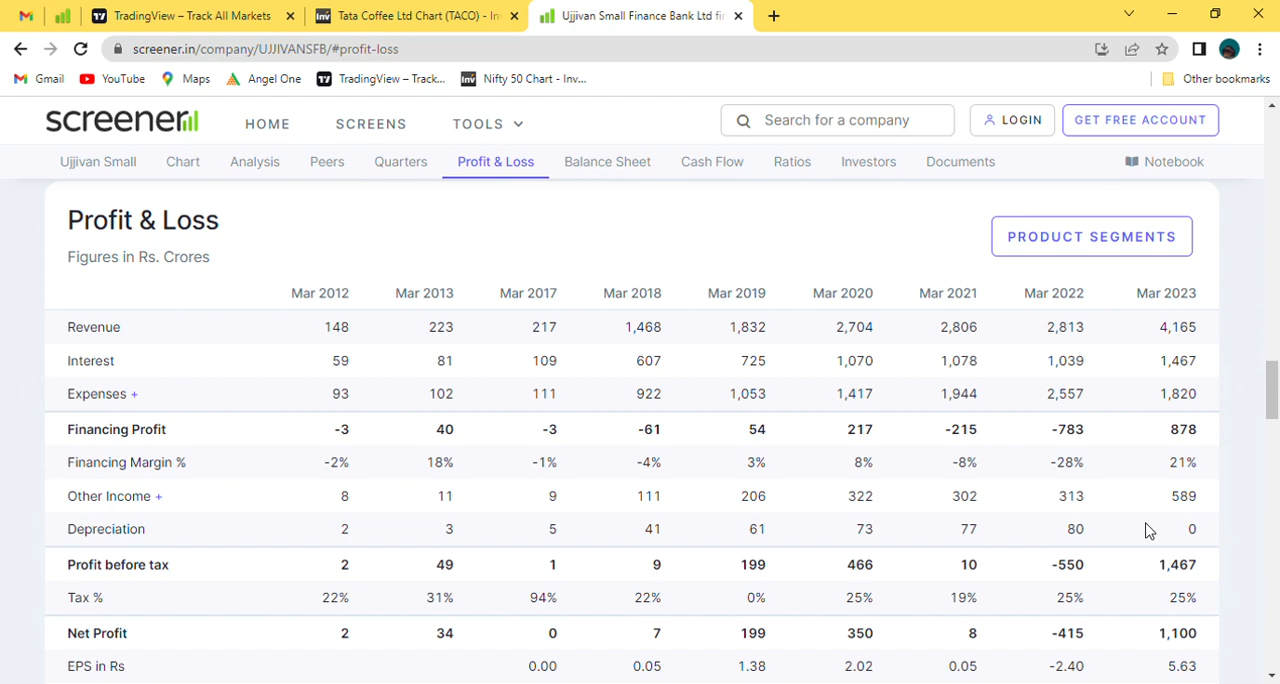 TradingView – Track All Markets
Tata Coffee Ltd Chart (TACO) - In
Ujjivan Small Finance Bank Ltd fin
screener.in/company/UJJIVANSFB/#profit-loss
Gmail YouTube Maps Angel One TradingView – Track... Nifty 50 Chart - Inv... Other bookmarks
screener HOME SCREENS TOOLS Search for a company LOGIN GET FREE ACCOUNT
Ujjivan Small Chart Analysis Peers Quarters Profit & Loss Balance Sheet Cash Flow Ratios Investors Documents Notebook
Profit & Loss
Figures in Rs. Crores
PRODUCT SEGMENTS
Mar 2012 Mar 2013 Mar 2017 Mar 2018 Mar 2019 Mar 2020 Mar 2021 Mar 2022 Mar 2023
Revenue 148 223 217 1,468 1,832 2,704 2,806 2,813 4,165
Interest 59 81 109 607 725 1,070 1,078 1,039 1,467
Expenses + 93 102 111 922 1,053 1,417 1,944 2,557 1,820
Financing Profit -3 40 -3 -61 54 217 -215 -783 878
Financing Margin % -2% 18% -1% -4% 3% 8% -8% -28% 21%
Other Income + 8 11 9 111 206 322 302 313 589
Depreciation 2 3 5 41 61 73 77 80 0
Profit before tax 2 49 1 9 199 466 10 -550 1,467
Tax % 22% 31% 94% 22% 0% 25% 19% 25% 25%
Net Profit 2 34 0 7 199 350 8 -415 1,100
EPS in Rs 0.00 0.05 1.38 2.02 0.05 -2.40 5.63